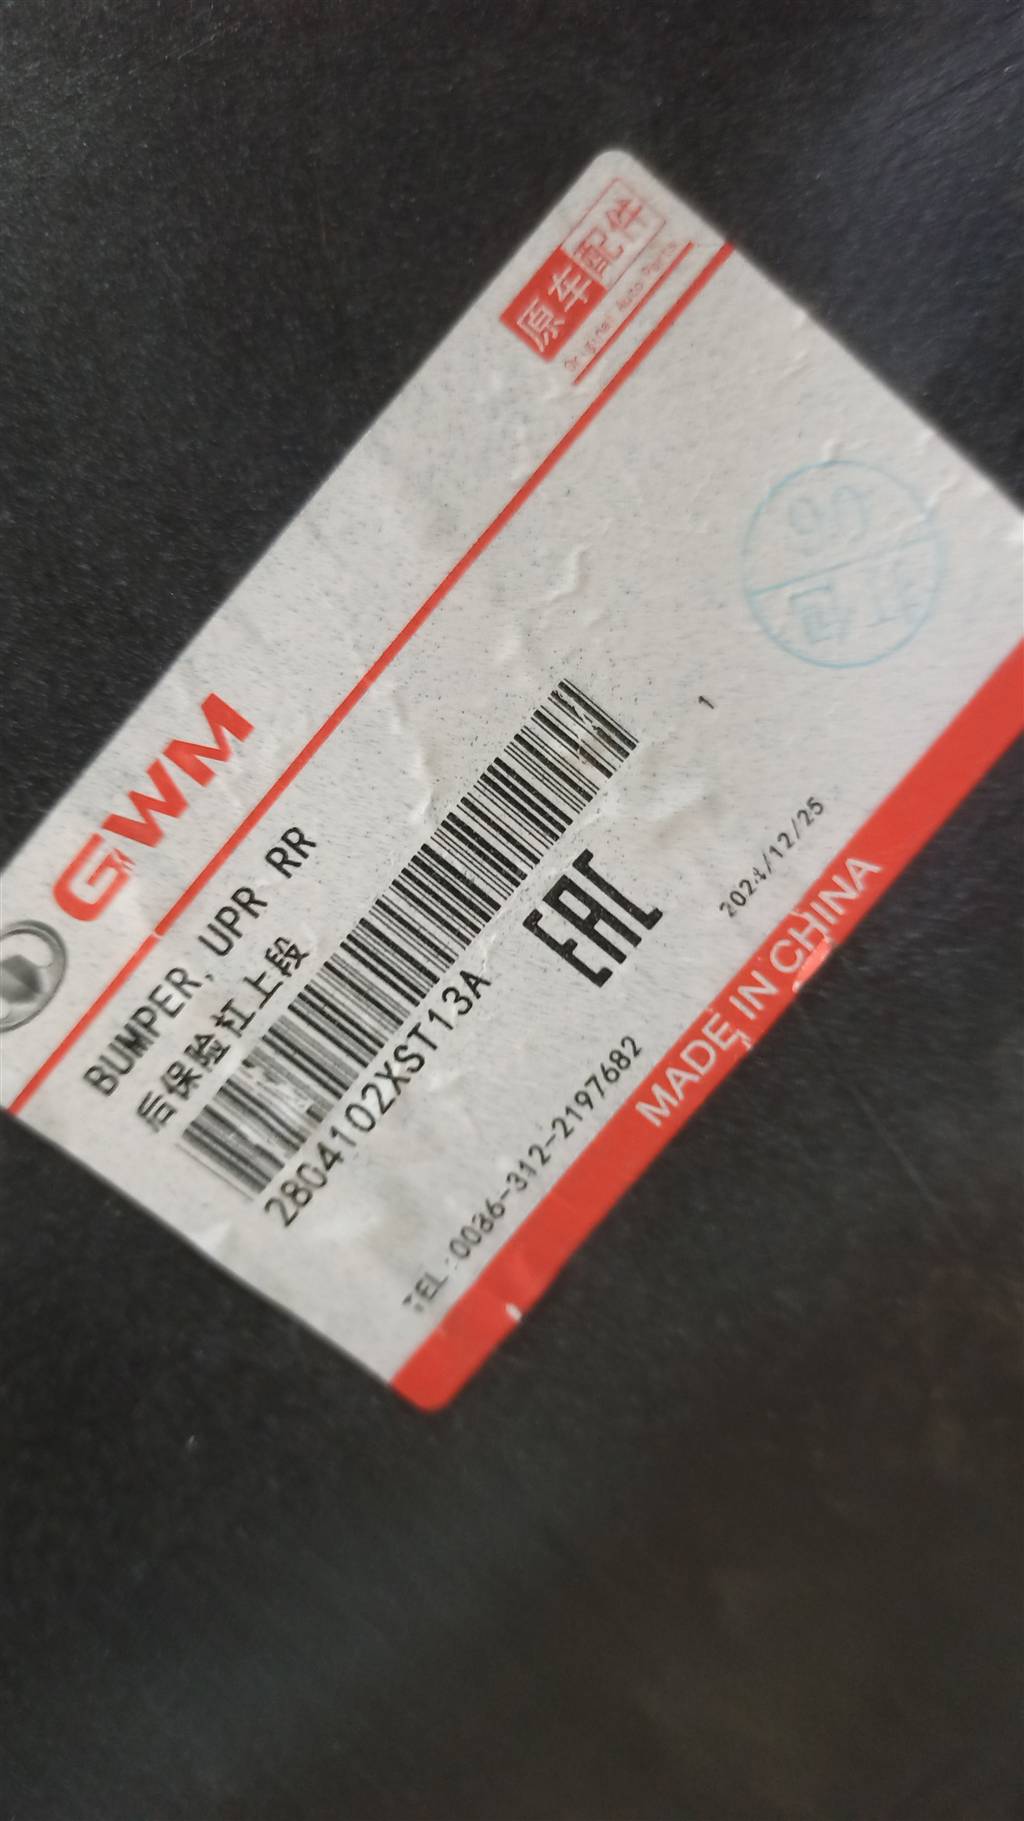 原车配件
Original Auto Parts
GWM
BUMPER, UPR RR
后保险杠上段
2804102XST13A
1
EAC
2024/12/25
TEL:0086-312-2197682
MADE IN CHINA